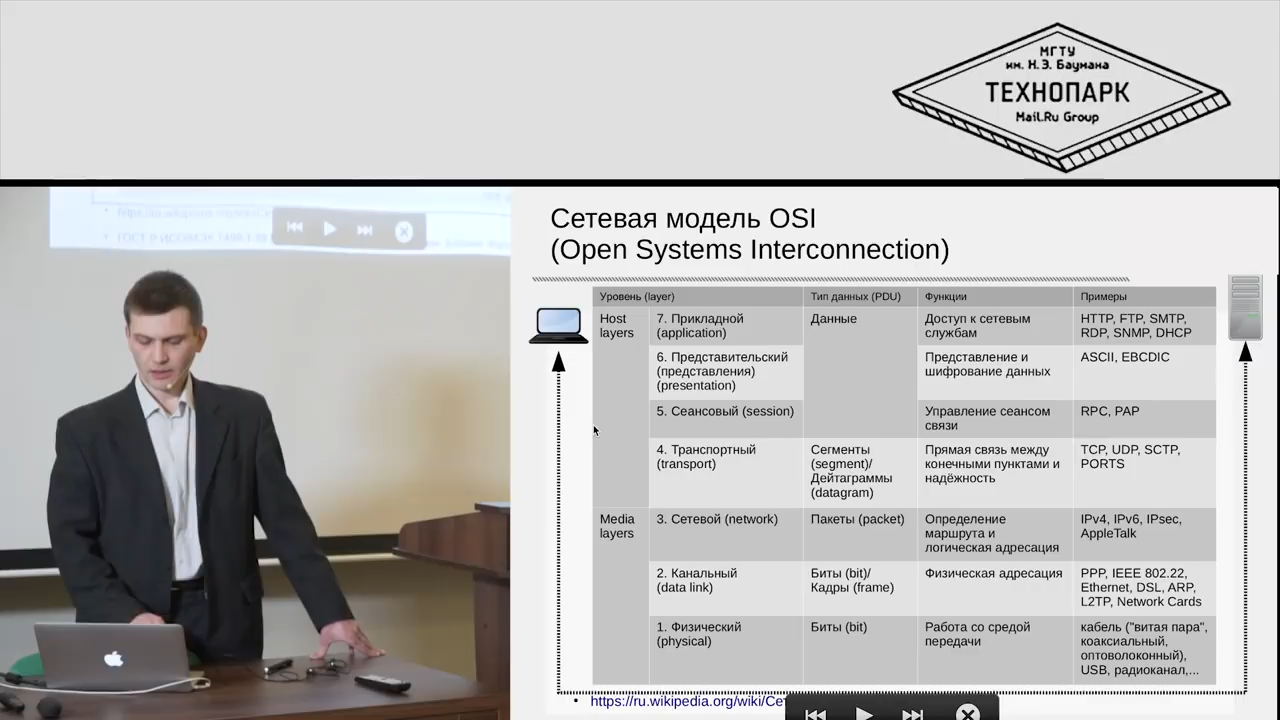 МГТУ
им. Н.Э. Баумана
ТЕХНОПАРК
Mail.Ru Group
Сетевая модель OSI
(Open Systems Interconnection)
Уровень (layer) Тип данных (PDU) Функции Примеры
Host layers
7. Прикладной
(application)
Данные
Доступ к сетевым
службам
HTTP, FTP, SMTP,
RDP, SNMP, DHCP
6. Представительский
(представления)
(presentation)
Представление и
шифрование данных
ASCII, EBCDIC
5. Сеансовый (session)
Управление сеансом
связи
RPC, PAP
4. Транспортный
(transport)
Сегменты
(segment)/
Дейтаграммы
(datagram)
Прямая связь между
конечными пунктами и
надёжность
TCP, UDP, SCTP,
PORTS
Media
layers
3. Сетевой (network)
Пакеты (packet)
Определение
маршрута и
логическая адресация
IPv4, IPv6, IPsec,
AppleTalk
2. Канальный
(data link)
Биты (bit)/
Кадры (frame)
Физическая адресация
PPP, IEEE 802.22,
Ethernet, DSL, ARP,
L2TP, Network Cards
1. Физический
(physical)
Биты (bit)
Работа со средой
передачи
кабель ("витая пара",
коаксиальный,
оптоволоконный),
USB, радиоканал,...
https://ru.wikipedia.org/wiki/